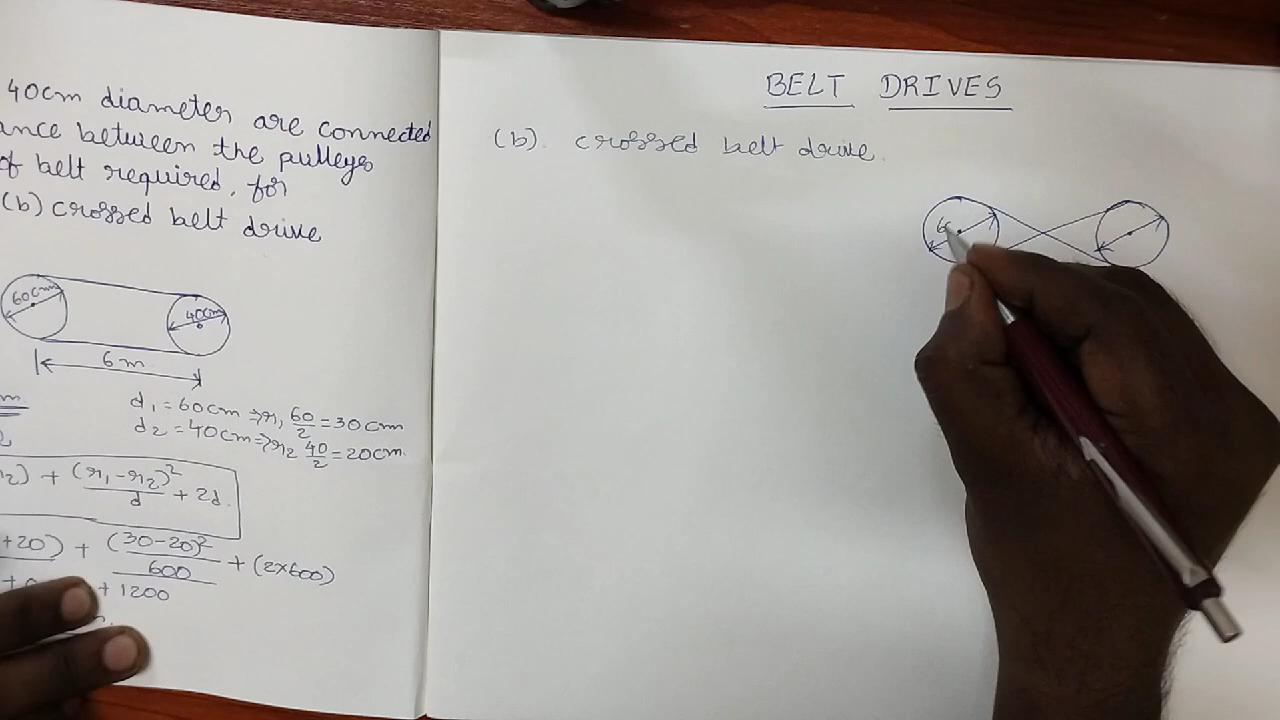 40cm diameter are connected
ance between the pulleys
of belt required, for
(b) crossed belt drive
60cm 40cm
6 m
d1 = 60cm ⇒ r1 60/2 = 30cm
d2 = 40cm ⇒ r2 40/2 = 20cm.
2) + (r1 - r2)²/d + 2d.
+20) + (30-20)²/600 + (2×600)
+ 1200
BELT DRIVES
(b). crossed belt drive.